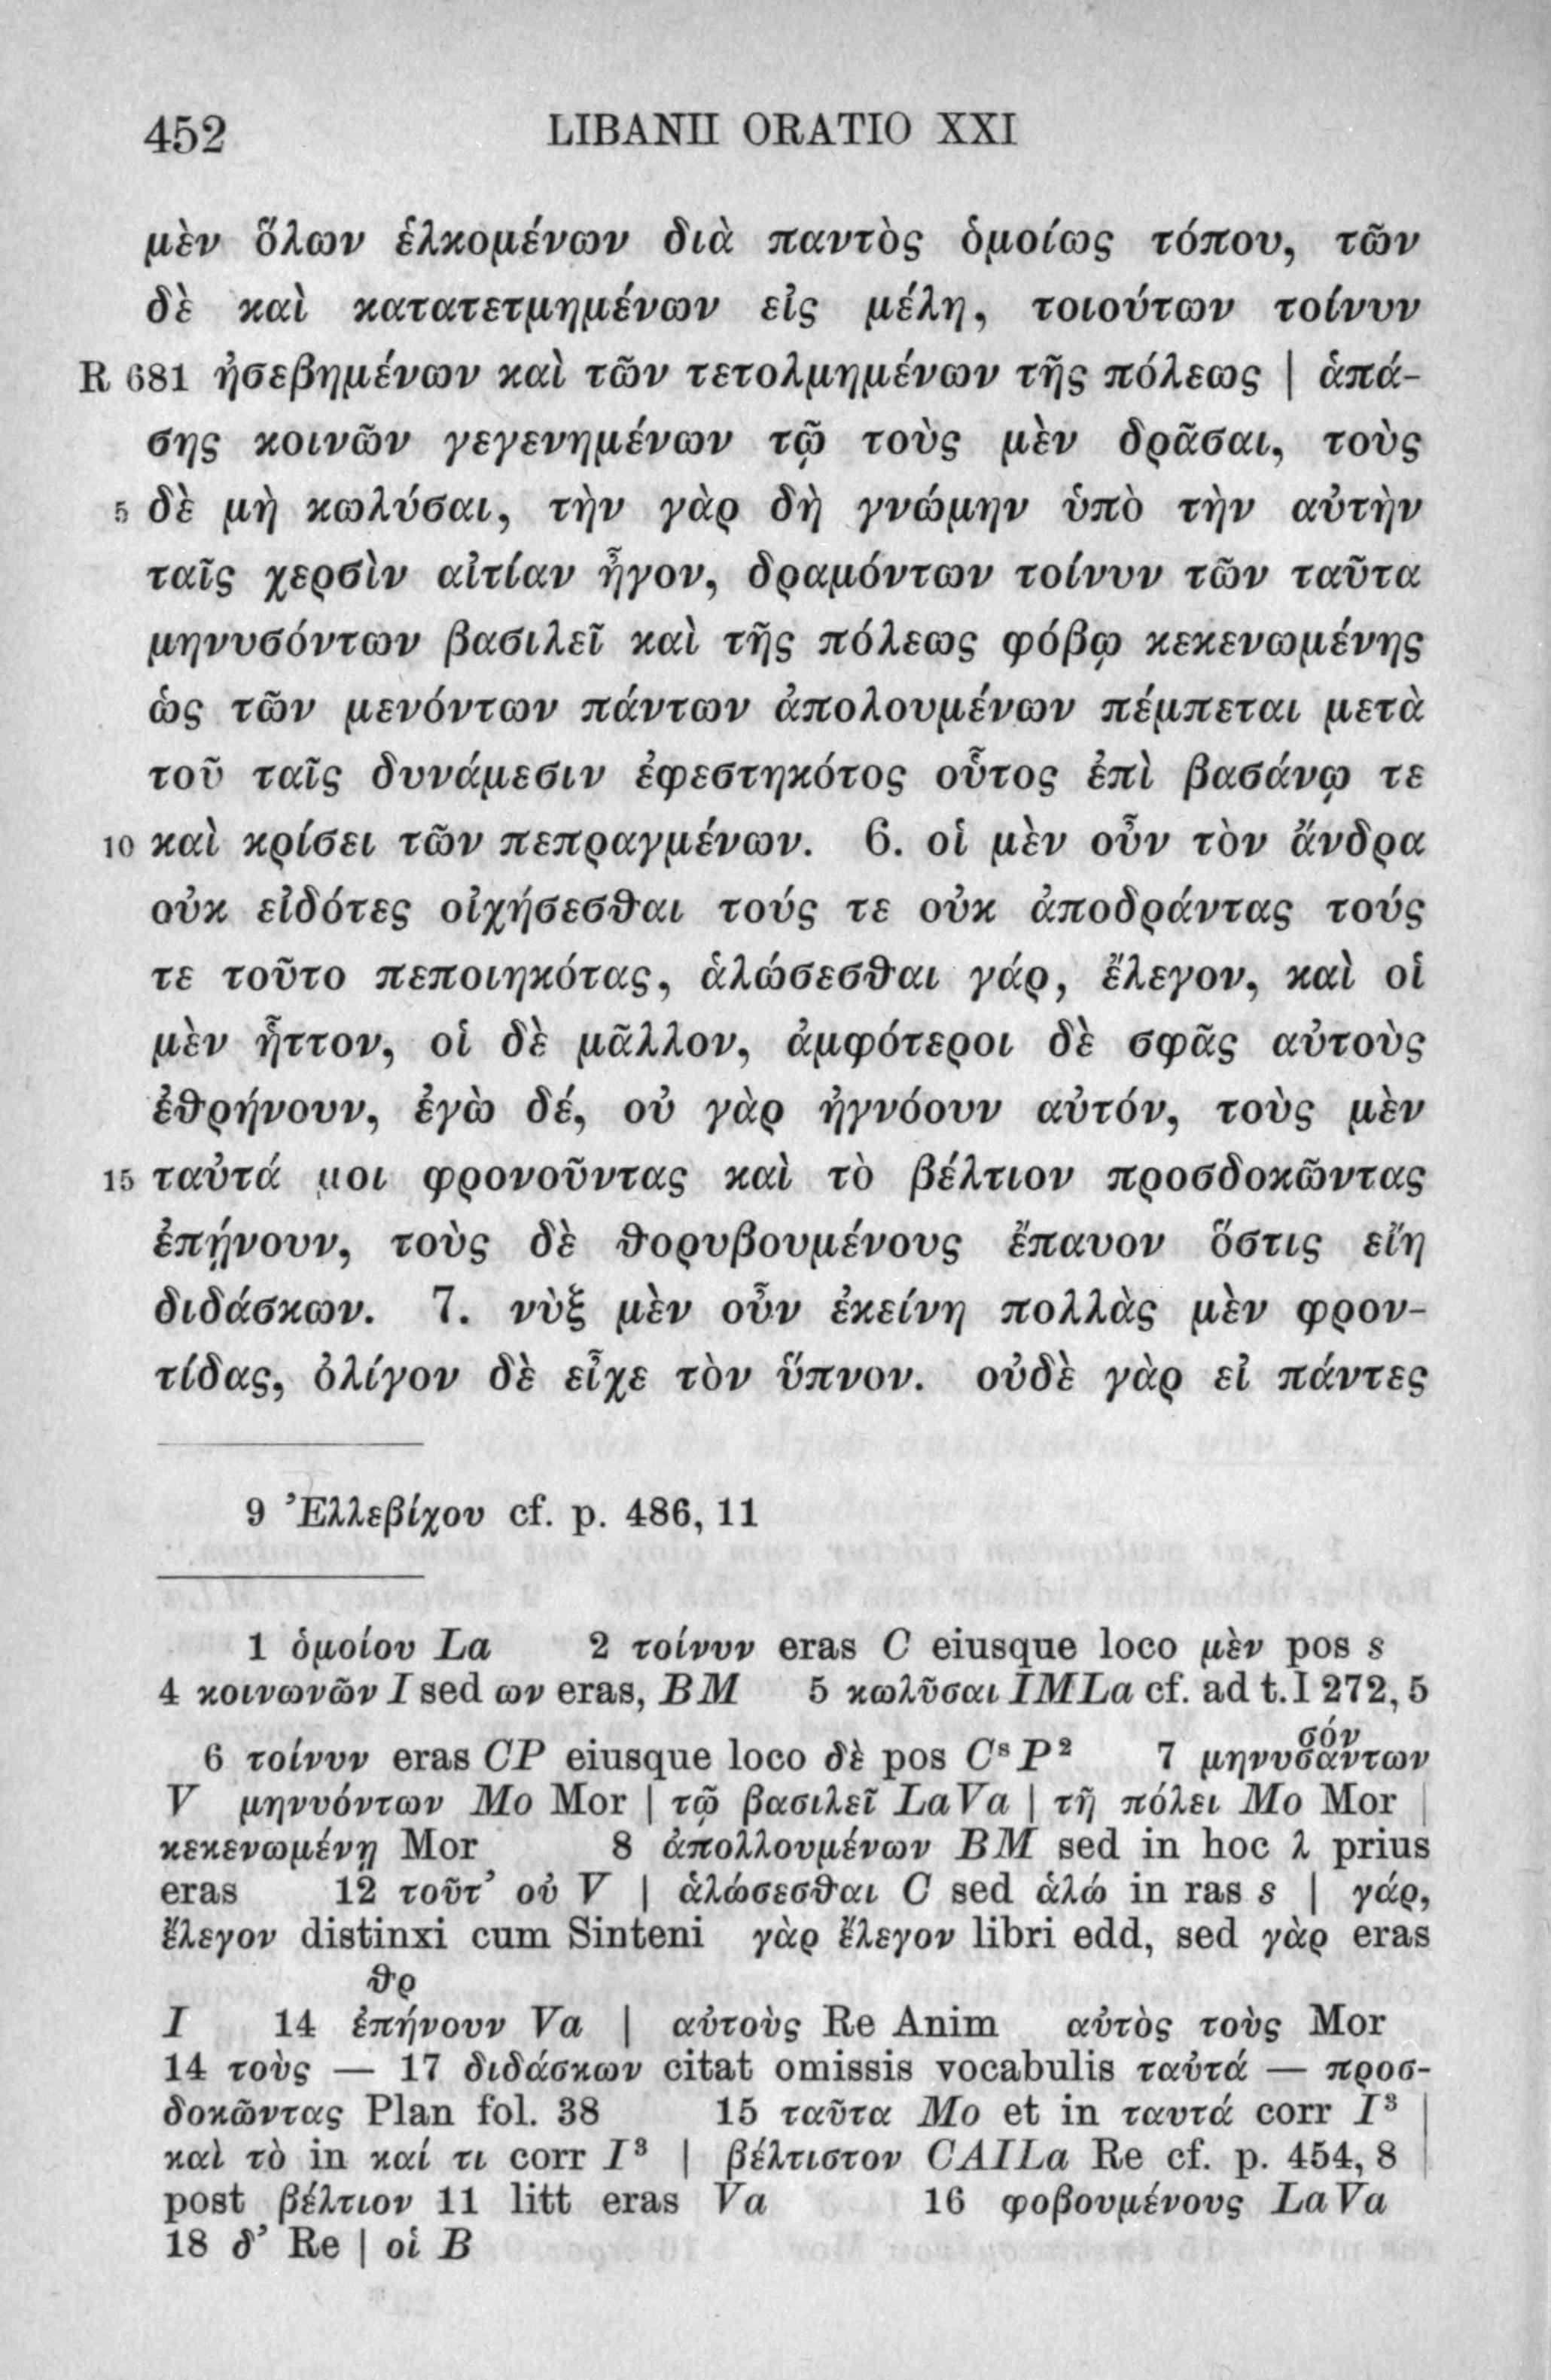 452 LIBANII ORATIO XXI
μὲν ὅλων ἑλκομένων διὰ παντὸς ὁμοίως τόπου, τῶν
δὲ καὶ κατατετμημένων εἰς μέλη, τοιούτων τοίνυν
R 681 ἠσεβημένων καὶ τῶν τετολμημένων τῆς πόλεως | ἁπά-
σης κοινῶν γεγενημένων τῷ τοὺς μὲν δρᾶσαι, τοὺς
5 δὲ μὴ κωλύσαι, τὴν γὰρ δὴ γνώμην ὑπὸ τὴν αὐτὴν
ταῖς χερσὶν αἰτίαν ἦγον, δραμόντων τοίνυν τῶν ταῦτα
μηνυσόντων βασιλεῖ καὶ τῆς πόλεως φόβῳ κεκενωμένης
ὡς τῶν μενόντων πάντων ἀπολουμένων πέμπεται μετὰ
τοῦ ταῖς δυνάμεσιν ἐφεστηκότος οὗτος ἐπὶ βασάνῳ τε
10 καὶ κρίσει τῶν πεπραγμένων. 6. οἱ μὲν οὖν τὸν ἄνδρα
οὐκ εἰδότες οἰχήσεσθαι τούς τε οὐκ ἀποδράντας τούς
τε τοῦτο πεποιηκότας, ἁλώσεσθαι γάρ, ἔλεγον, καὶ οἱ
μὲν ἧττον, οἱ δὲ μᾶλλον, ἀμφότεροι δὲ σφᾶς αὐτοὺς
ἐθρήνουν, ἐγὼ δέ, οὐ γὰρ ἠγνόουν αὐτόν, τοὺς μὲν
15 ταὐτά μοι φρονοῦντας καὶ τὸ βέλτιον προσδοκῶντας
ἐπῄνουν, τοὺς δὲ θορυβουμένους ἔπαυον ὅστις εἴη
διδάσκων. 7. νὺξ μὲν οὖν ἐκείνη πολλὰς μὲν φρον-
τίδας, ὀλίγον δὲ εἶχε τὸν ὕπνον. οὐδὲ γὰρ εἰ πάντες
9 Ἐλλεβίχου cf. p. 486, 11
1 ὁμοίου La 2 τοίνυν eras C eiusque loco μὲν pos s
4 κοινωνῶν I sed ων eras, BM 5 κωλῦσαι IMLa cf. ad t. I 272, 5
σόν
6 τοίνυν eras CP eiusque loco δὲ pos Cˢ P² 7 μηνυσάντων
V μηνυόντων Mo Mor | τῷ βασιλεῖ LaVa | τῇ πόλει Mo Mor |
κεκενωμένῃ Mor 8 ἀπολλουμένων BM sed in hoc λ prius
eras 12 τοῦτ’ οὐ V | ἁλώσεσθαι C sed ἁλώ in ras s | γάρ,
ἔλεγον distinxi cum Sinteni γὰρ ἔλεγον libri edd, sed γὰρ eras
θρ
I 14 ἐπήνουν Va | αὐτοὺς Re Anim αὐτὸς τοὺς Mor
14 τοὺς — 17 διδάσκων citat omissis vocabulis ταὐτά — προσ-
δοκῶντας Plan fol. 38 15 ταῦτα Mo et in ταυτά corr I³ |
καὶ τὸ in καί τι corr I³ | βέλτιστον CAILa Re cf. p. 454, 8 |
post βέλτιον 11 litt eras Va 16 φοβουμένους LaVa
18 δ’ Re | οἱ B